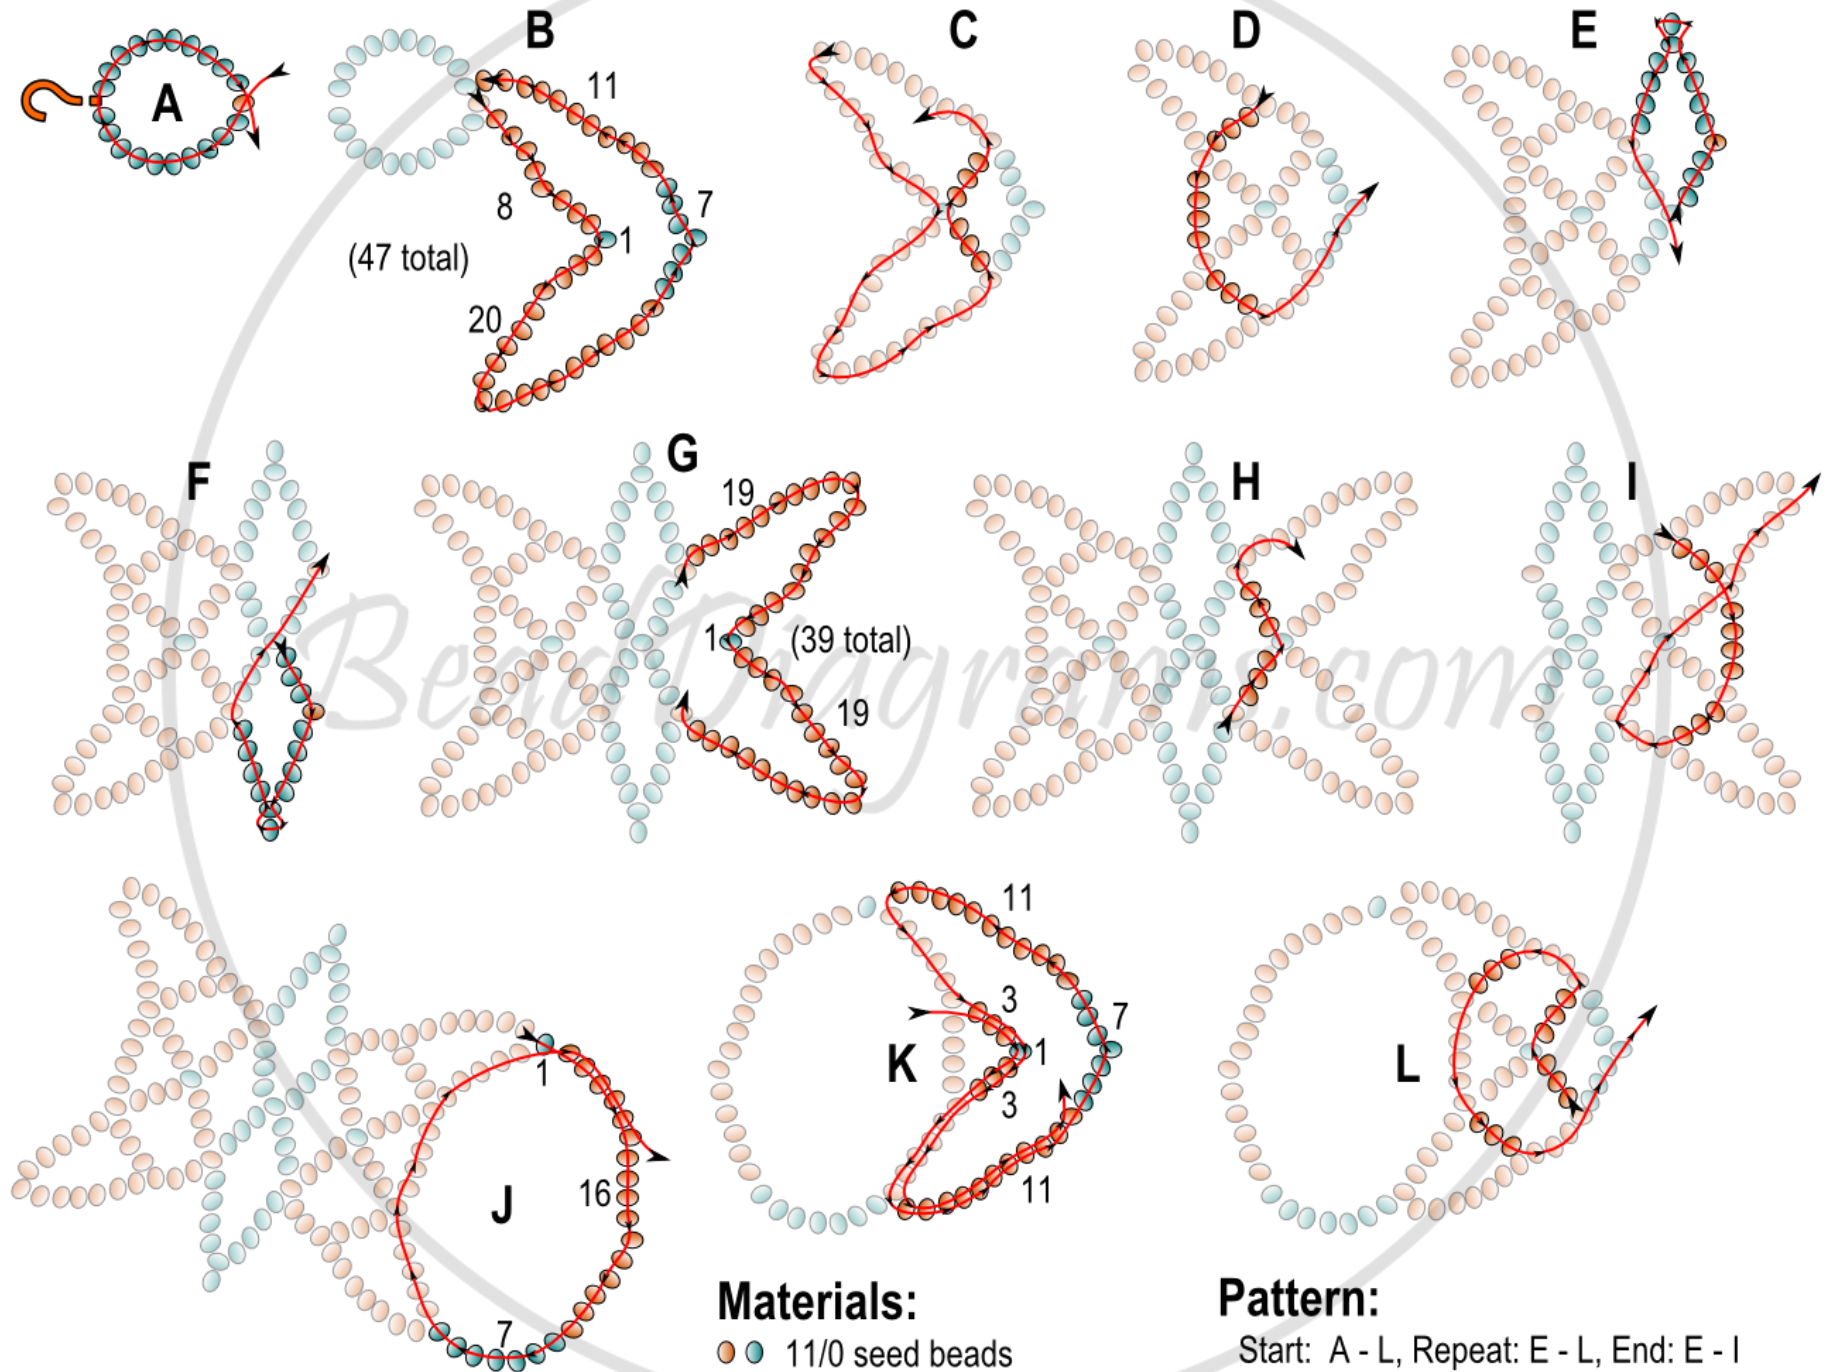 A
B
11
7
8
1
(47 total)
20
C
D
E
F
G
19
1
(39 total)
19
H
I
BeadDiagrams.com
J
1
16
7
K
11
3
7
1
3
11
L
Materials:
11/0 seed beads
Pattern:
Start: A - L, Repeat: E - L, End: E - I